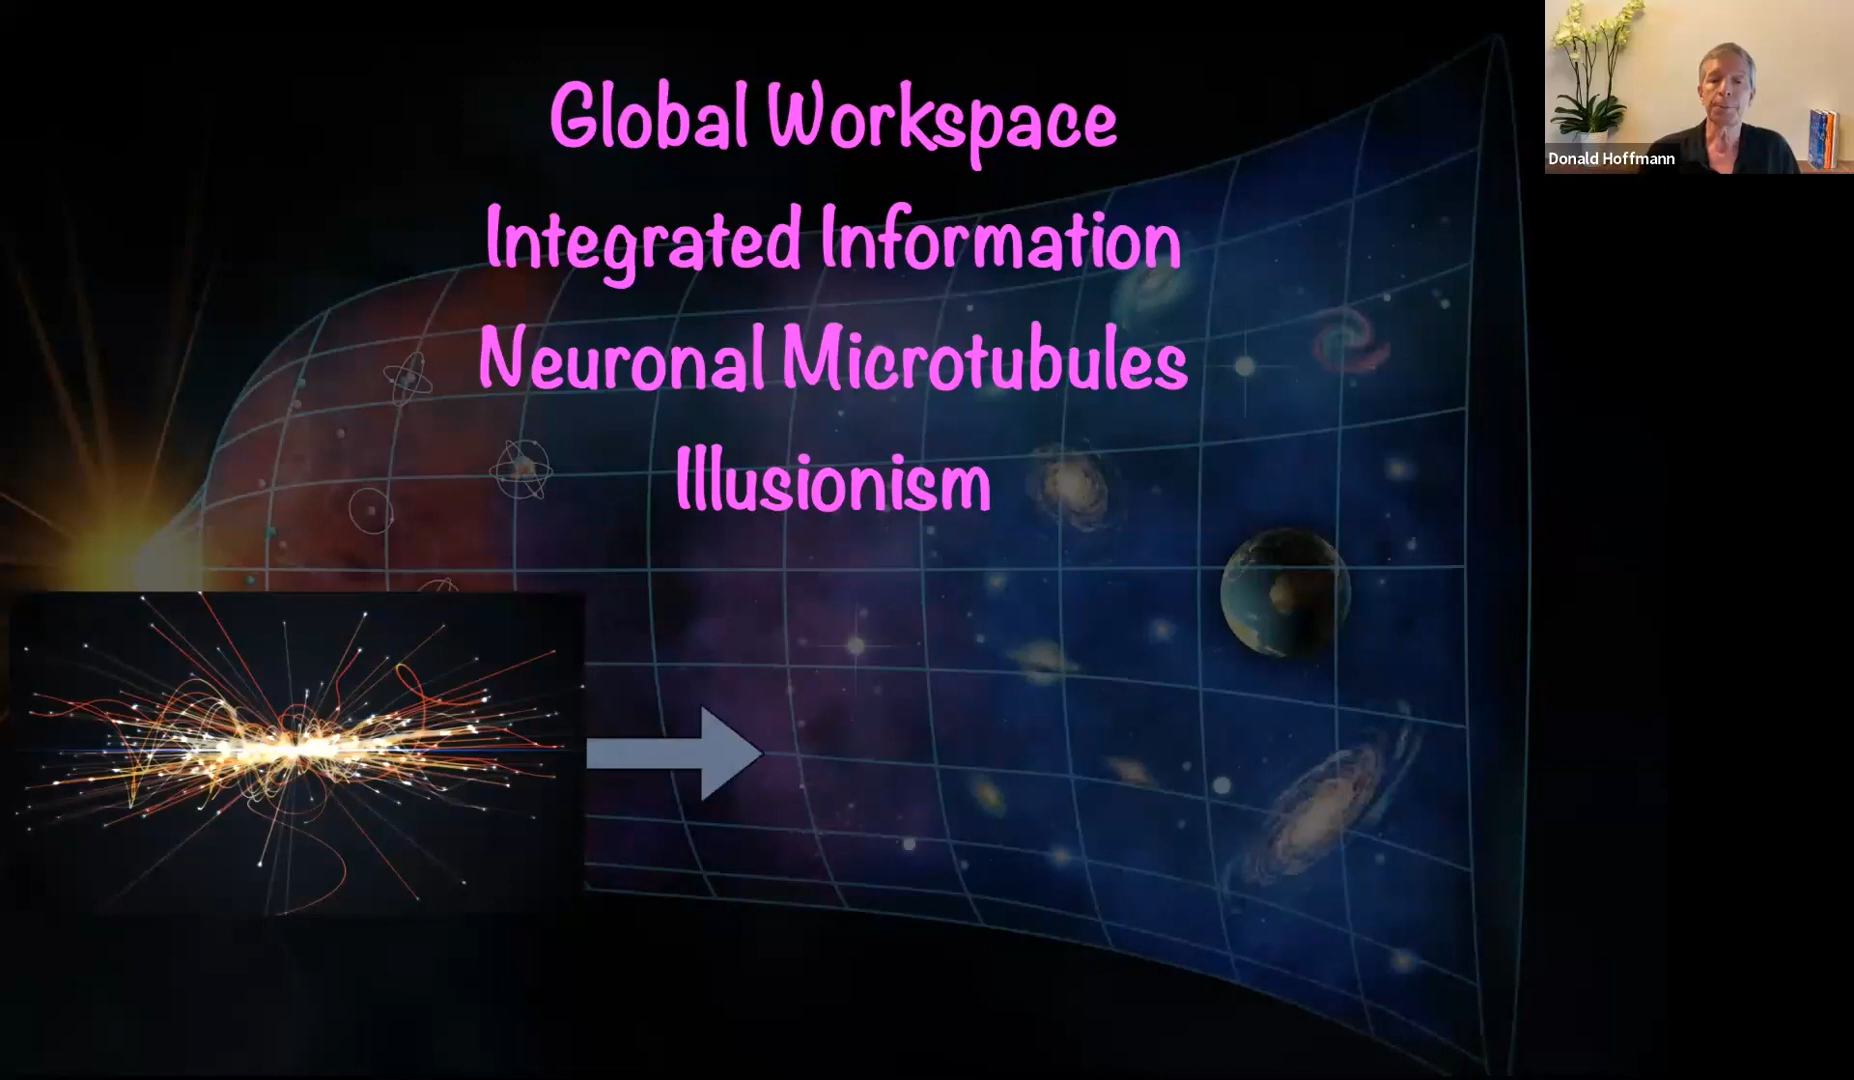 Global Workspace
Integrated Information
Neuronal Microtubules
Illusionism
Donald Hoffmann